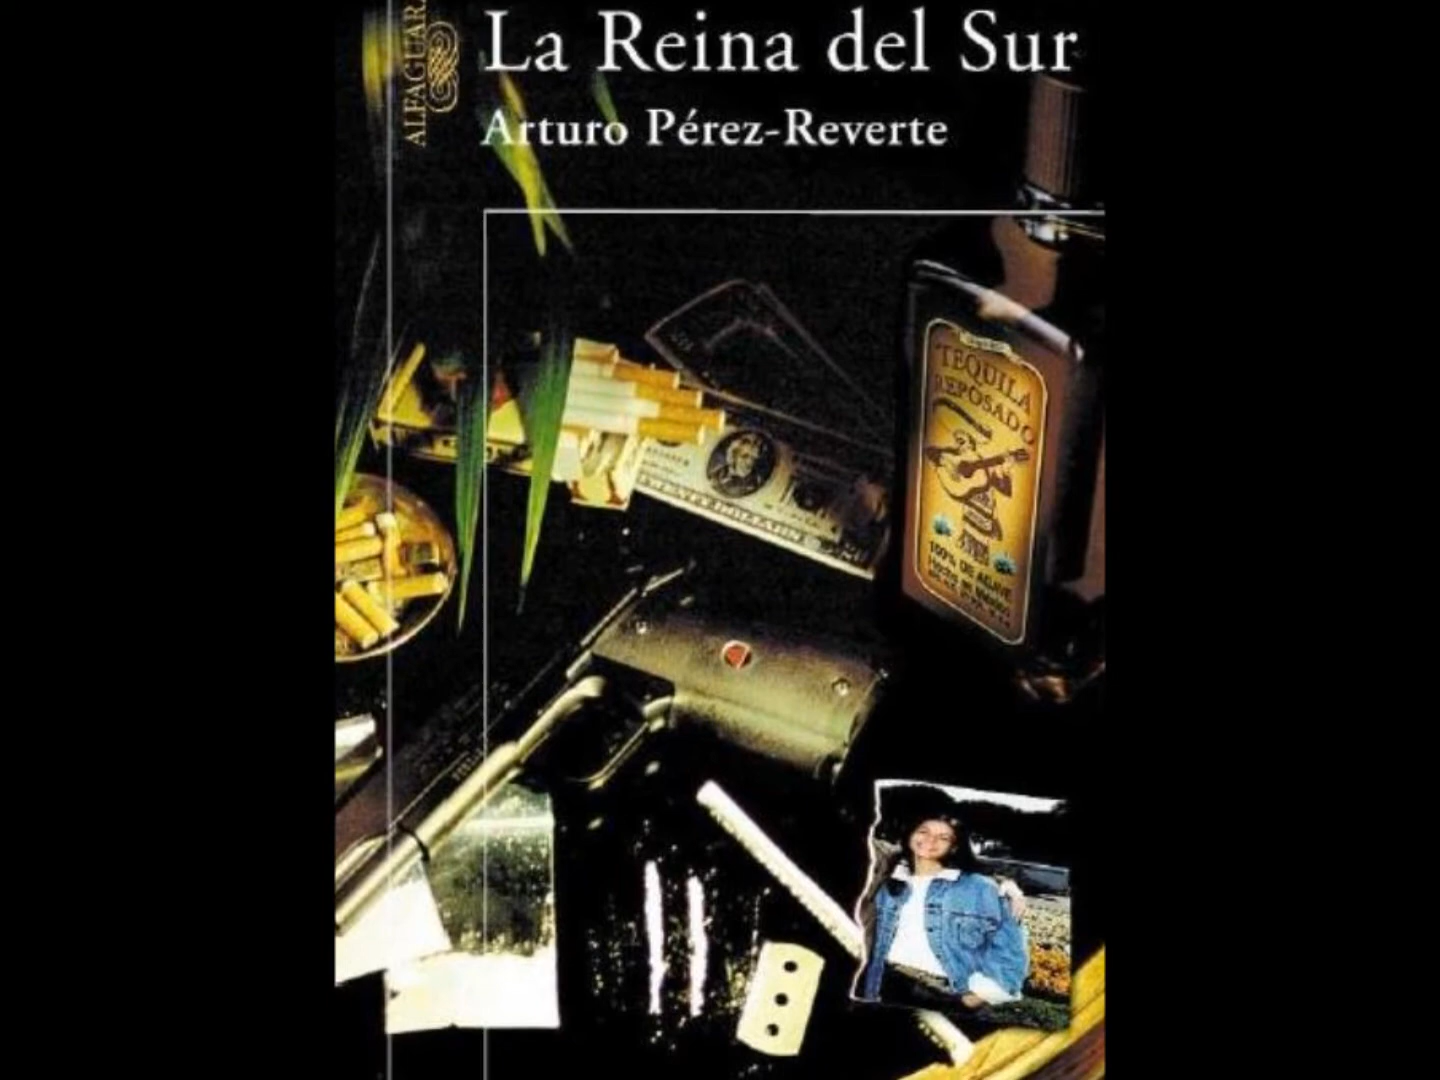 La Reina del Sur
ALFAGUARA
Arturo Pérez-Reverte
TEQUILA
REPOSADO
100% DE AGAVE